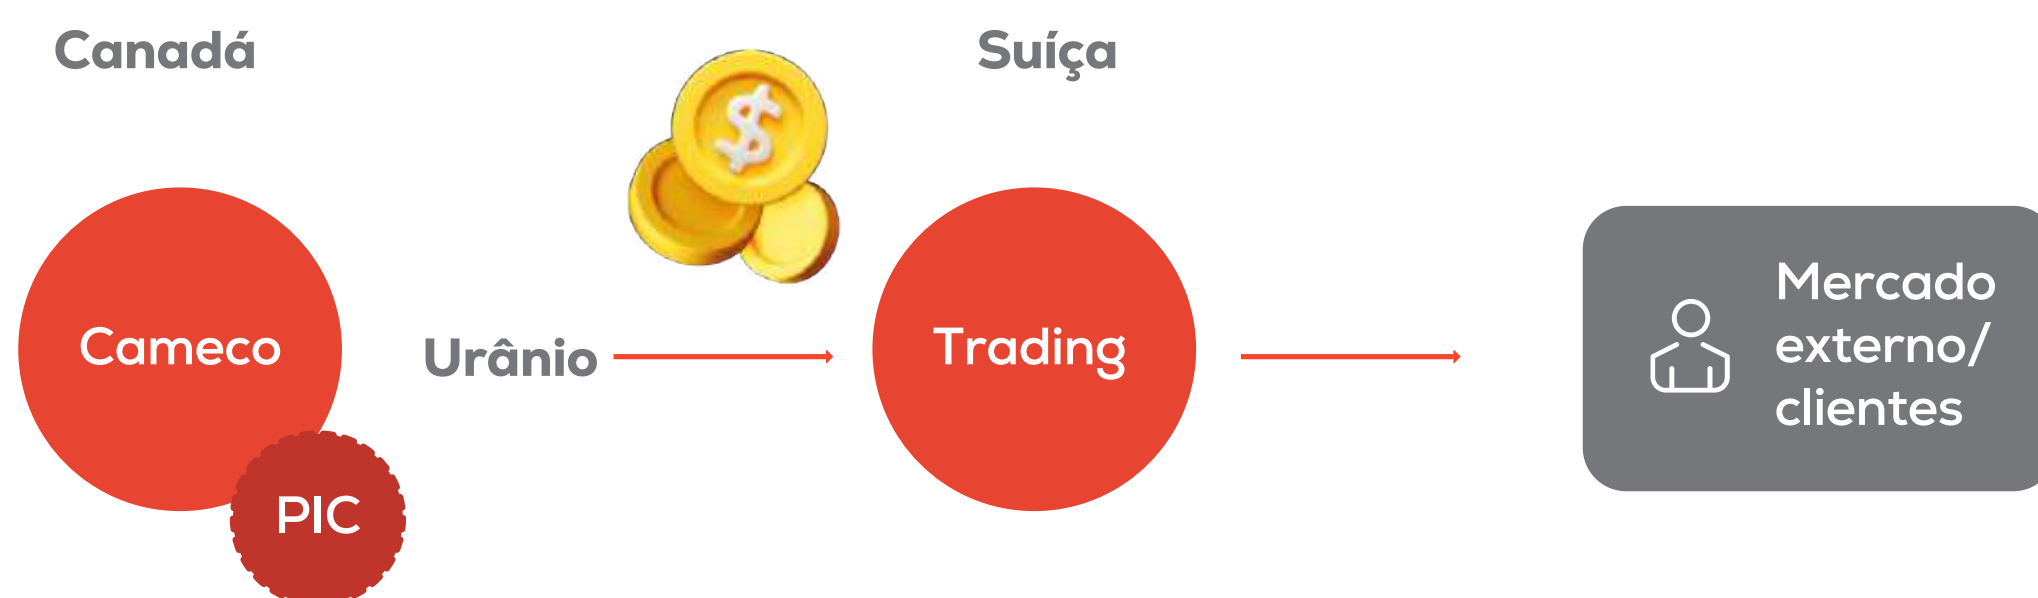 Canadá
Suíça
Cameco
Urânio
Trading
Mercado
externo/
clientes
PIC
$